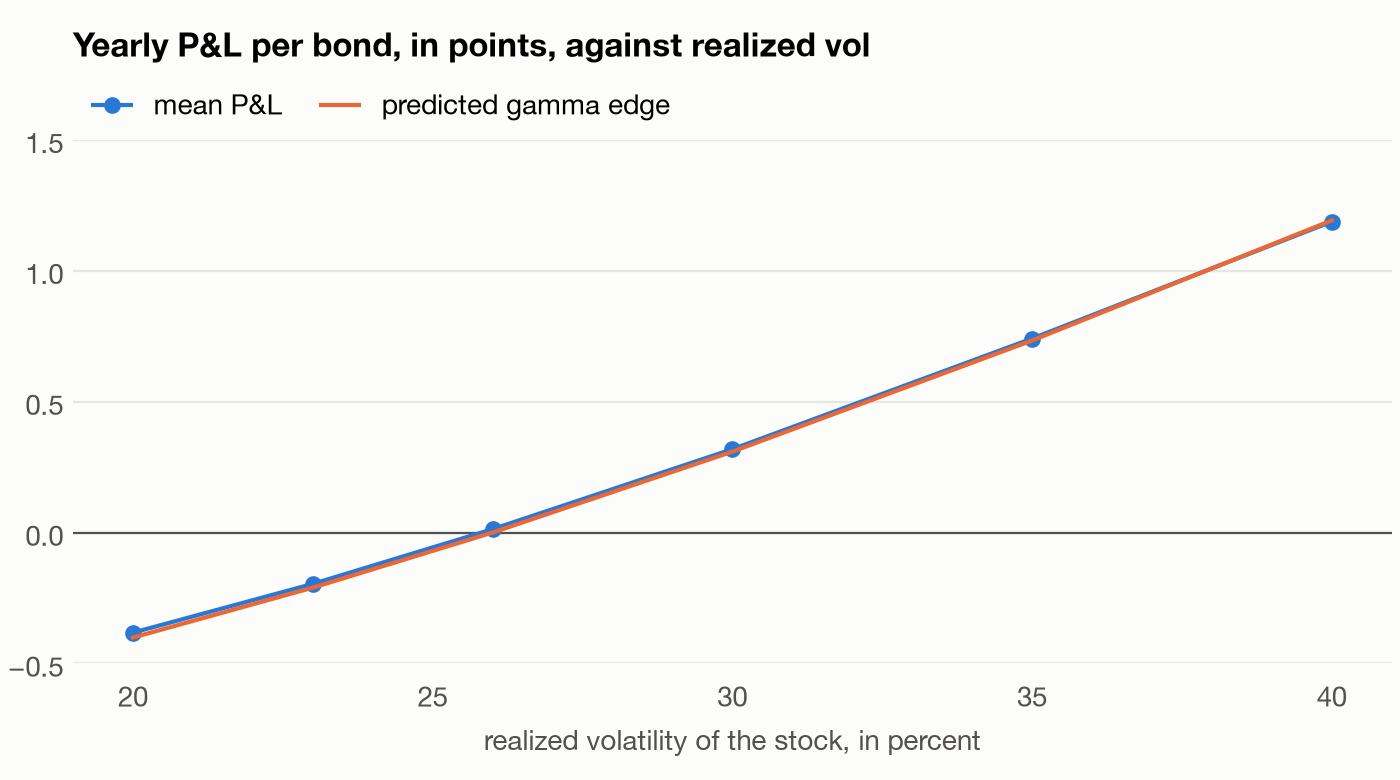 Yearly P&L per bond, in points, against realized vol
mean P&L predicted gamma edge
1.5
1.0
0.5
0.0
−0.5
20 25 30 35 40
realized volatility of the stock, in percent